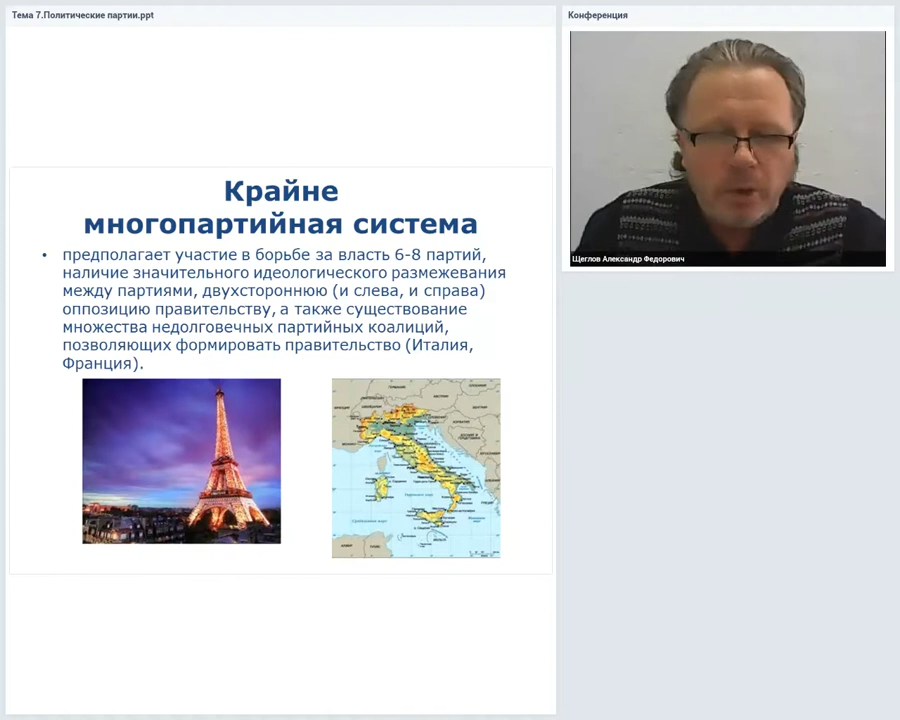 Тема 7.Политические партии.ppt
Конференция
Крайне
многопартийная система
• предполагает участие в борьбе за власть 6-8 партий,
наличие значительного идеологического размежевания
между партиями, двухстороннюю (и слева, и справа)
оппозицию правительству, а также существование
множества недолговечных партийных коалиций,
позволяющих формировать правительство (Италия,
Франция).
Щеглов Александр Федорович